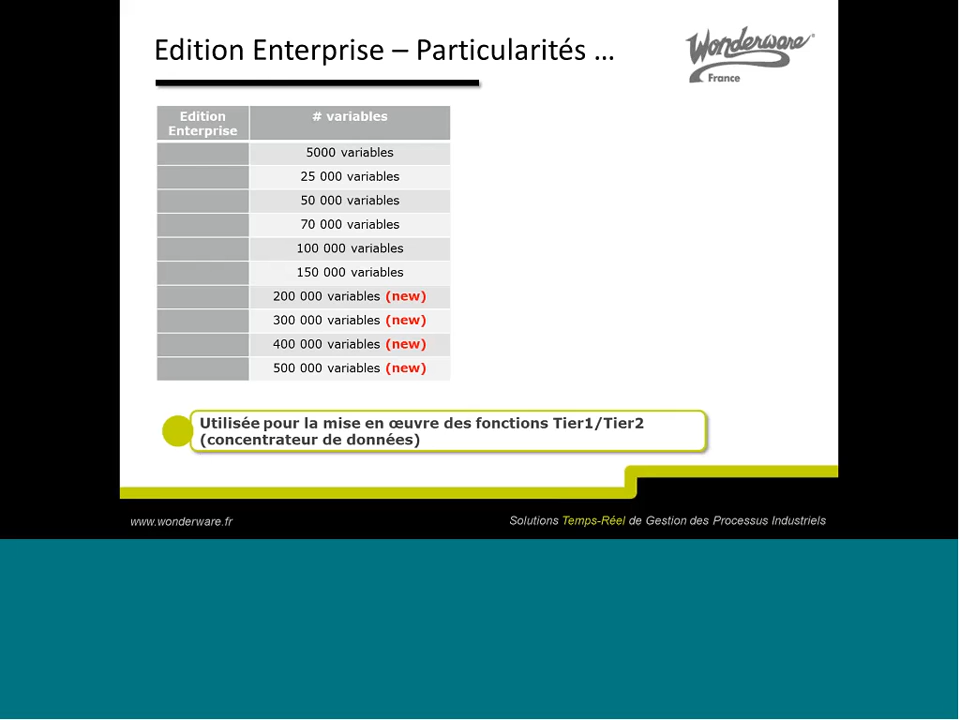 Edition Enterprise – Particularités ...
Wonderware®
France
Edition
Enterprise
# variables
5000 variables
25 000 variables
50 000 variables
70 000 variables
100 000 variables
150 000 variables
200 000 variables (new)
300 000 variables (new)
400 000 variables (new)
500 000 variables (new)
Utilisée pour la mise en œuvre des fonctions Tier1/Tier2
(concentrateur de données)
www.wonderware.fr
Solutions Temps-Réel de Gestion des Processus Industriels